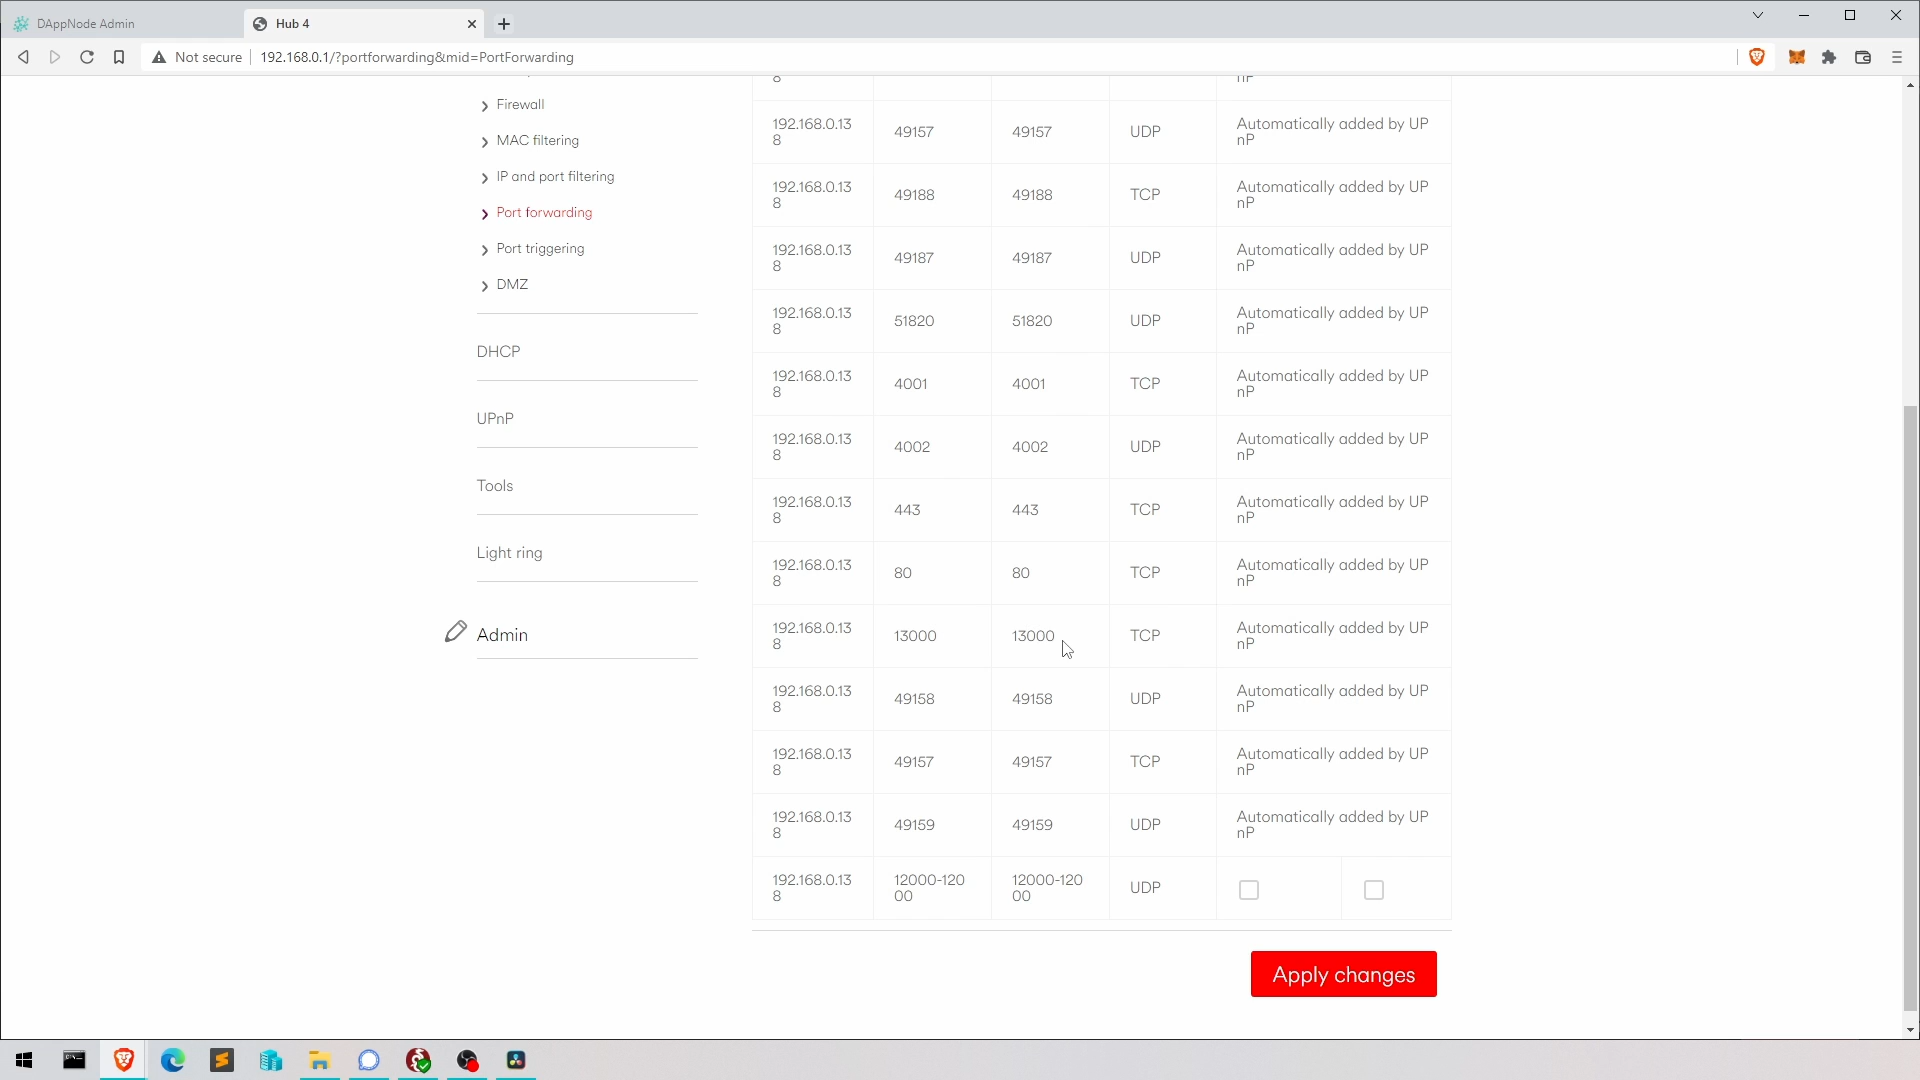 DAppNode Admin
Hub 4
Not secure
192.168.0.1/?portforwarding&mid=PortForwarding
Firewall
MAC filtering
IP and port filtering
Port forwarding
Port triggering
DMZ
DHCP
UPnP
Tools
Light ring
Admin
8
nP
192.168.0.13
8
49157
49157
UDP
Automatically added by UP
nP
192.168.0.13
8
49188
49188
TCP
Automatically added by UP
nP
192.168.0.13
8
49187
49187
UDP
Automatically added by UP
nP
192.168.0.13
8
51820
51820
UDP
Automatically added by UP
nP
192.168.0.13
8
4001
4001
TCP
Automatically added by UP
nP
192.168.0.13
8
4002
4002
UDP
Automatically added by UP
nP
192.168.0.13
8
443
443
TCP
Automatically added by UP
nP
192.168.0.13
8
80
80
TCP
Automatically added by UP
nP
192.168.0.13
8
13000
13000
TCP
Automatically added by UP
nP
192.168.0.13
8
49158
49158
UDP
Automatically added by UP
nP
192.168.0.13
8
49157
49157
TCP
Automatically added by UP
nP
192.168.0.13
8
49159
49159
UDP
Automatically added by UP
nP
192.168.0.13
8
12000-120
00
12000-120
00
UDP
Apply changes